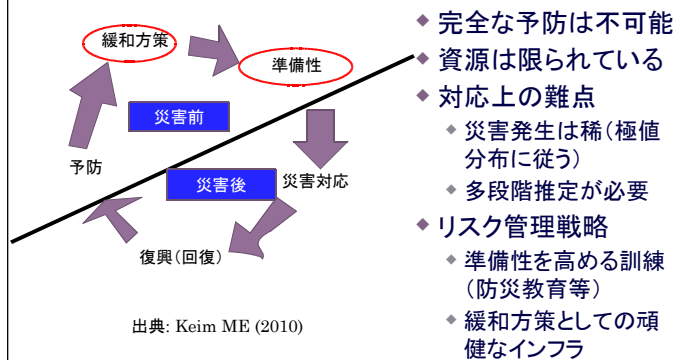 緩和方策
準備性
災害前
予防
災害後
災害対応
復興(回復)
出典: Keim ME (2010)
完全な予防は不可能
資源は限られている
対応上の難点
災害発生は稀(極値
分布に従う)
多段階推定が必要
リスク管理戦略
準備性を高める訓練
(防災教育等)
緩和方策としての頑
健なインフラ